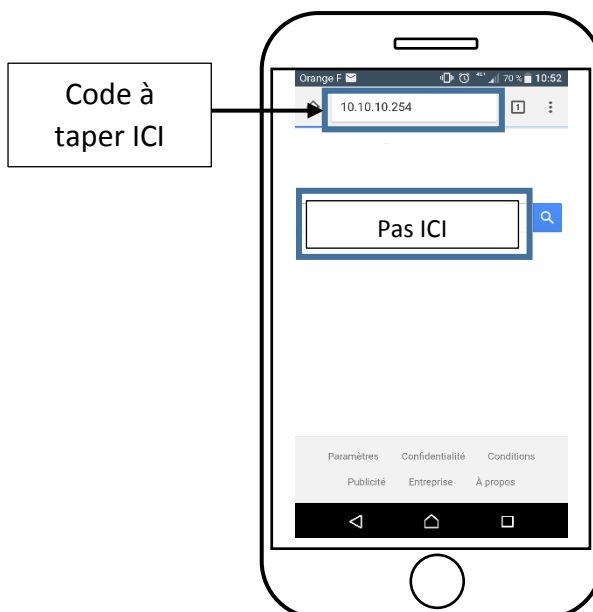 Code à
taper ICI
Orange F 4G+ 70 % 10:52
10.10.10.254 1
Pas ICI
Paramètres Confidentialité Conditions
Publicité Entreprise À propos